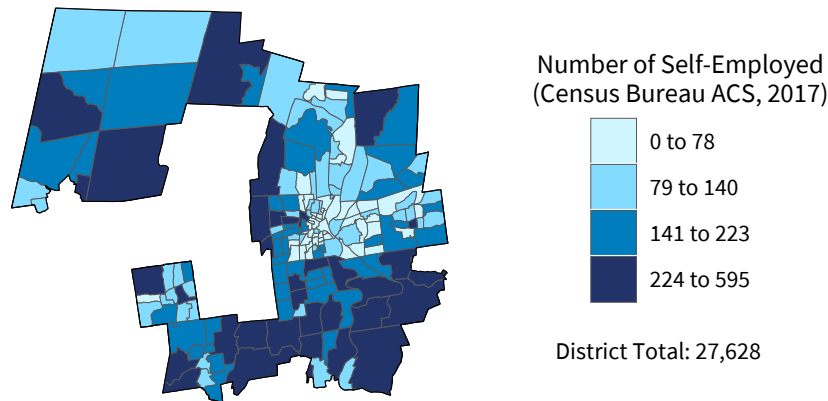 Number of Self-Employed
(Census Bureau ACS, 2017)
0 to 78
79 to 140
141 to 223
224 to 595
District Total: 27,628